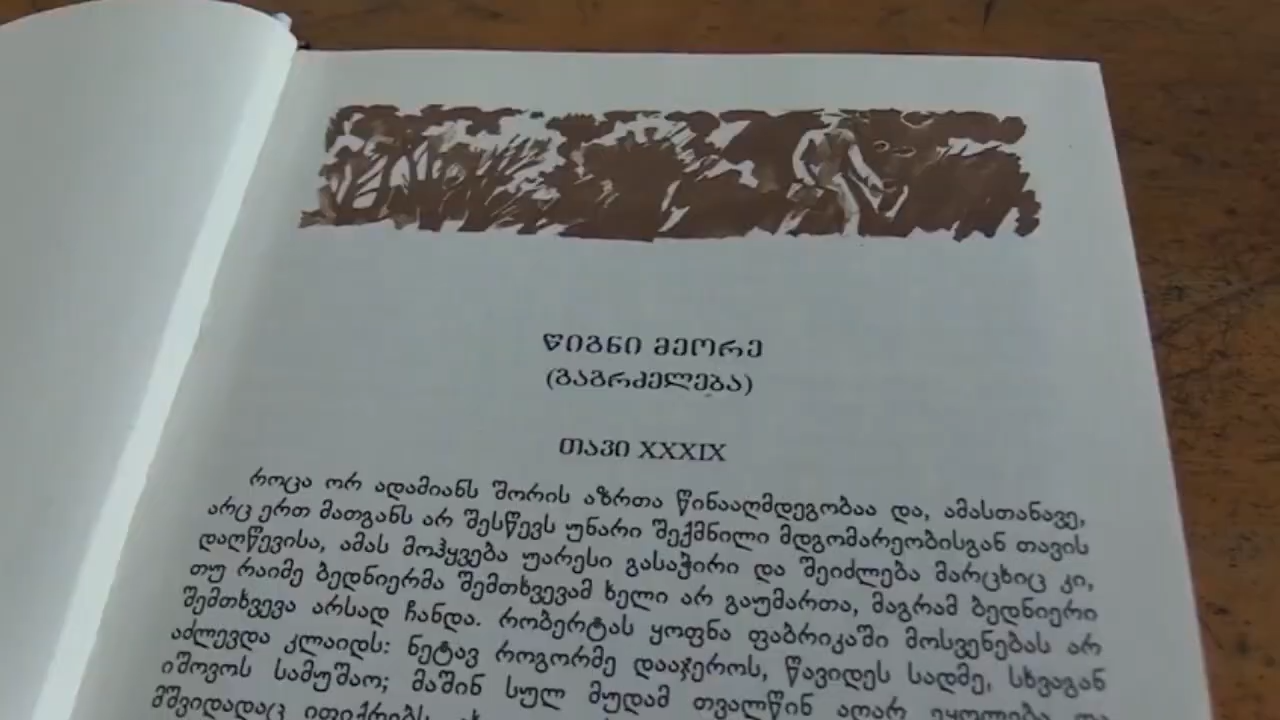 წიგნი მეორე
(გაგრძელება)
თავი XXXIX
როცა ორ ადამიანს შორის აზრთა წინააღმდეგობაა და, ამასთანავე,
არც ერთ მათგანს არ შესწევს უნარი შექმნილი მდგომარეობისგან თავის
დაღწევისა, ამას მოჰყვება უარესი გასაჭირი და შეიძლება მარცხიც კი,
თუ რაიმე ბედნიერმა შემთხვევამ ხელი არ გაუმართა, მაგრამ ბედნიერი
შემთხვევა არსად ჩანდა. რობერტას ყოფნა ფაბრიკაში მოსვენებას არ
აძლევდა კლაიდს: ნეტავ როგორმე დააჯეროს, წავიდეს სადმე, სხვაგან
იშოვოს სამუშაო; მაშინ სულ მუდამ თვალწინ აღარ ეყოლება და
მშვიდადაც იფიქრებს